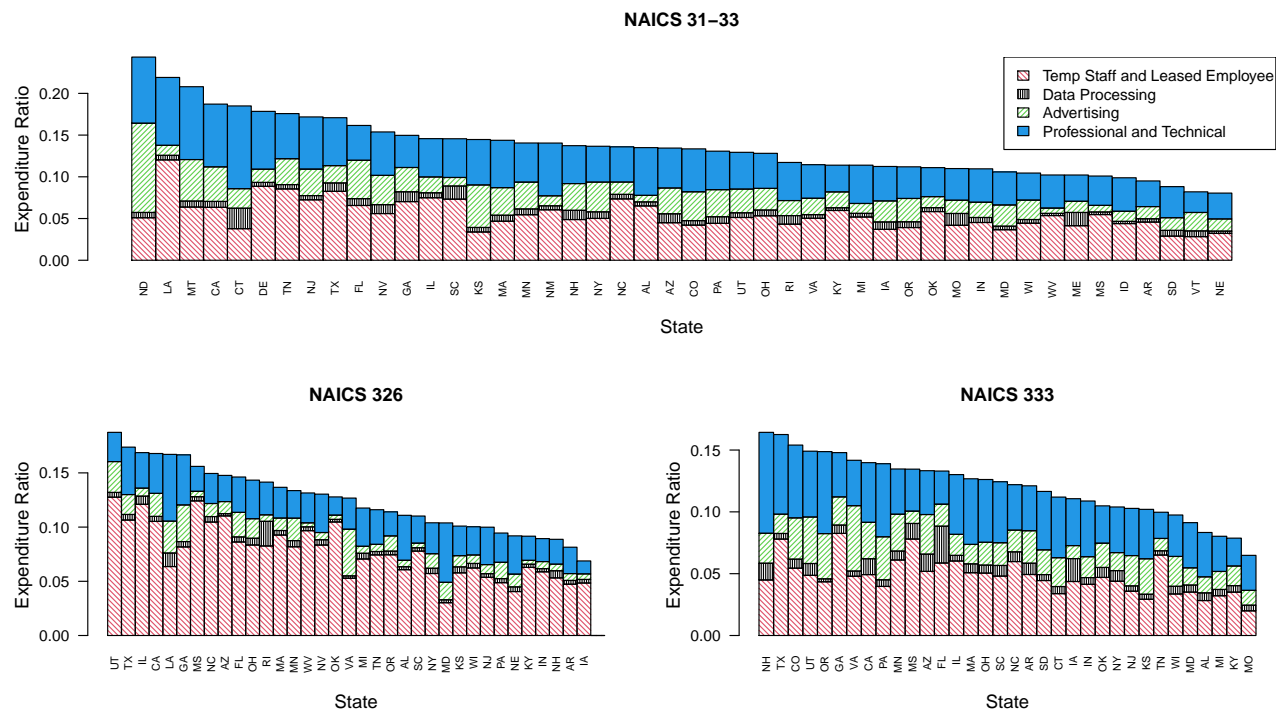 NAICS 31−33
Expenditure Ratio
0.20
0.15
0.10
0.05
0.00
Temp Staff and Leased Employee
Data Processing
Advertising
Professional and Technical
ND LA MT CA CT DE TN NJ TX FL NV GA IL SC KS MA MN NM NH NY NC AL AZ CO PA UT OH RI VA KY MI IA OR OK MO IN MD WI WV ME MS ID AR SD VT NE
State
NAICS 326
Expenditure Ratio
0.15
0.10
0.05
0.00
UT TX IL CA LA GA MS NC AZ FL OH RI MA MN WV NV OK VA MI TN OR AL SC NY MD KS WI NJ PA NE KY IN NH AR IA
State
NAICS 333
Expenditure Ratio
0.15
0.10
0.05
0.00
NH TX CO UT OR GA VA CA PA MN MS AZ FL IL MA OH SC NC AR SD CT IA IN OK NY NJ KS TN WI MD AL MI KY MO
State